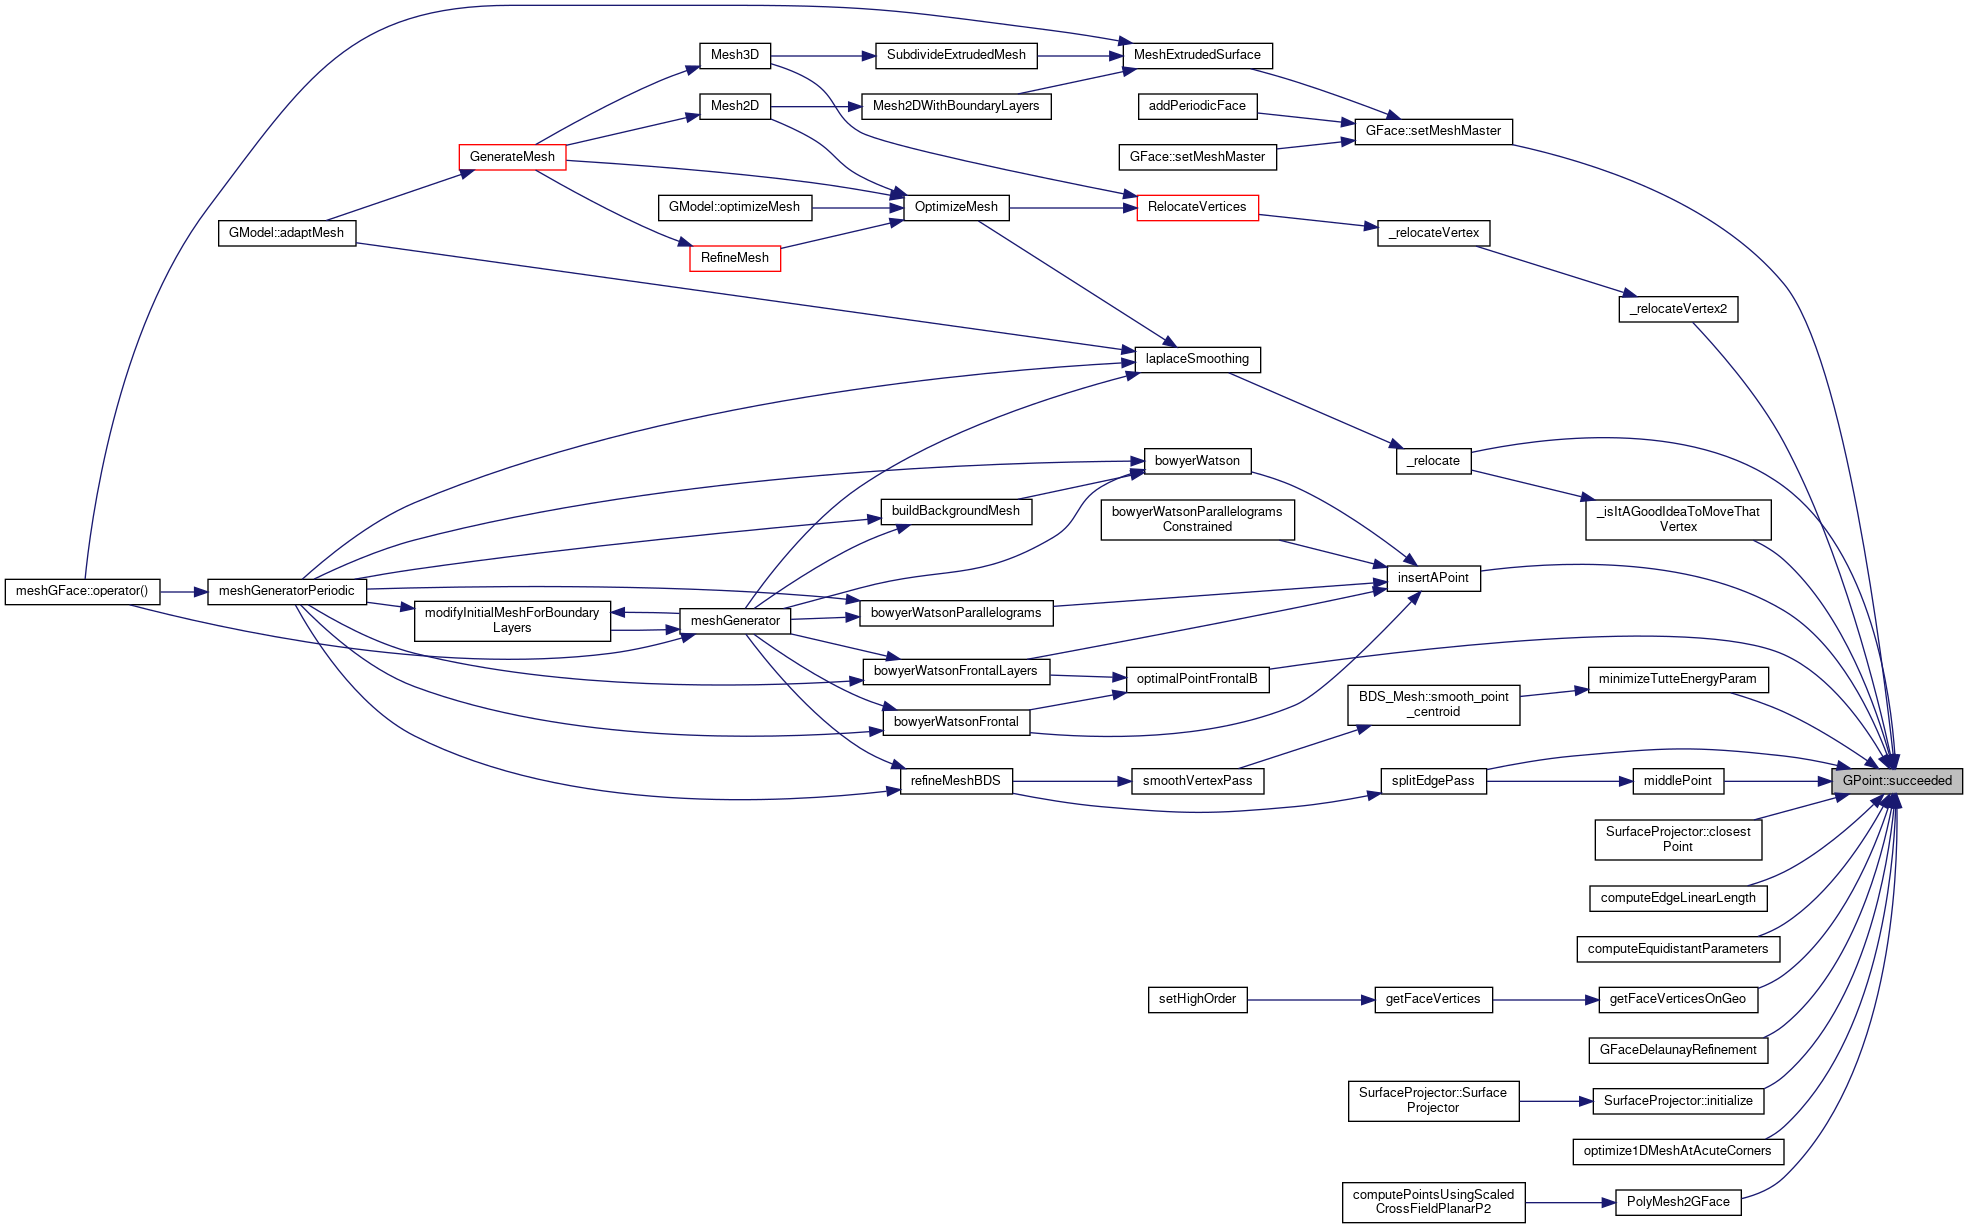 Mesh3D
SubdivideExtrudedMesh
MeshExtrudedSurface
Mesh2D
Mesh2DWithBoundaryLayers
addPeriodicFace
GFace::setMeshMaster
GenerateMesh
GFace::setMeshMaster
GModel::optimizeMesh
OptimizeMesh
RelocateVertices
GModel::adaptMesh
_relocateVertex
RefineMesh
_relocateVertex2
laplaceSmoothing
bowyerWatson
_relocate
buildBackgroundMesh
bowyerWatsonParallelograms
Constrained
_isItAGoodIdeaToMoveThat
Vertex
insertAPoint
meshGFace::operator()
meshGeneratorPeriodic
modifyInitialMeshForBoundary
Layers
meshGenerator
bowyerWatsonParallelograms
bowyerWatsonFrontalLayers
optimalPointFrontalB
minimizeTutteEnergyParam
BDS_Mesh::smooth_point
_centroid
bowyerWatsonFrontal
refineMeshBDS
smoothVertexPass
splitEdgePass
middlePoint
GPoint::succeeded
SurfaceProjector::closest
Point
computeEdgeLinearLength
computeEquidistantParameters
setHighOrder
getFaceVertices
getFaceVerticesOnGeo
GFaceDelaunayRefinement
SurfaceProjector::Surface
Projector
SurfaceProjector::initialize
optimize1DMeshAtAcuteCorners
computePointsUsingScaled
CrossFieldPlanarP2
PolyMesh2GFace